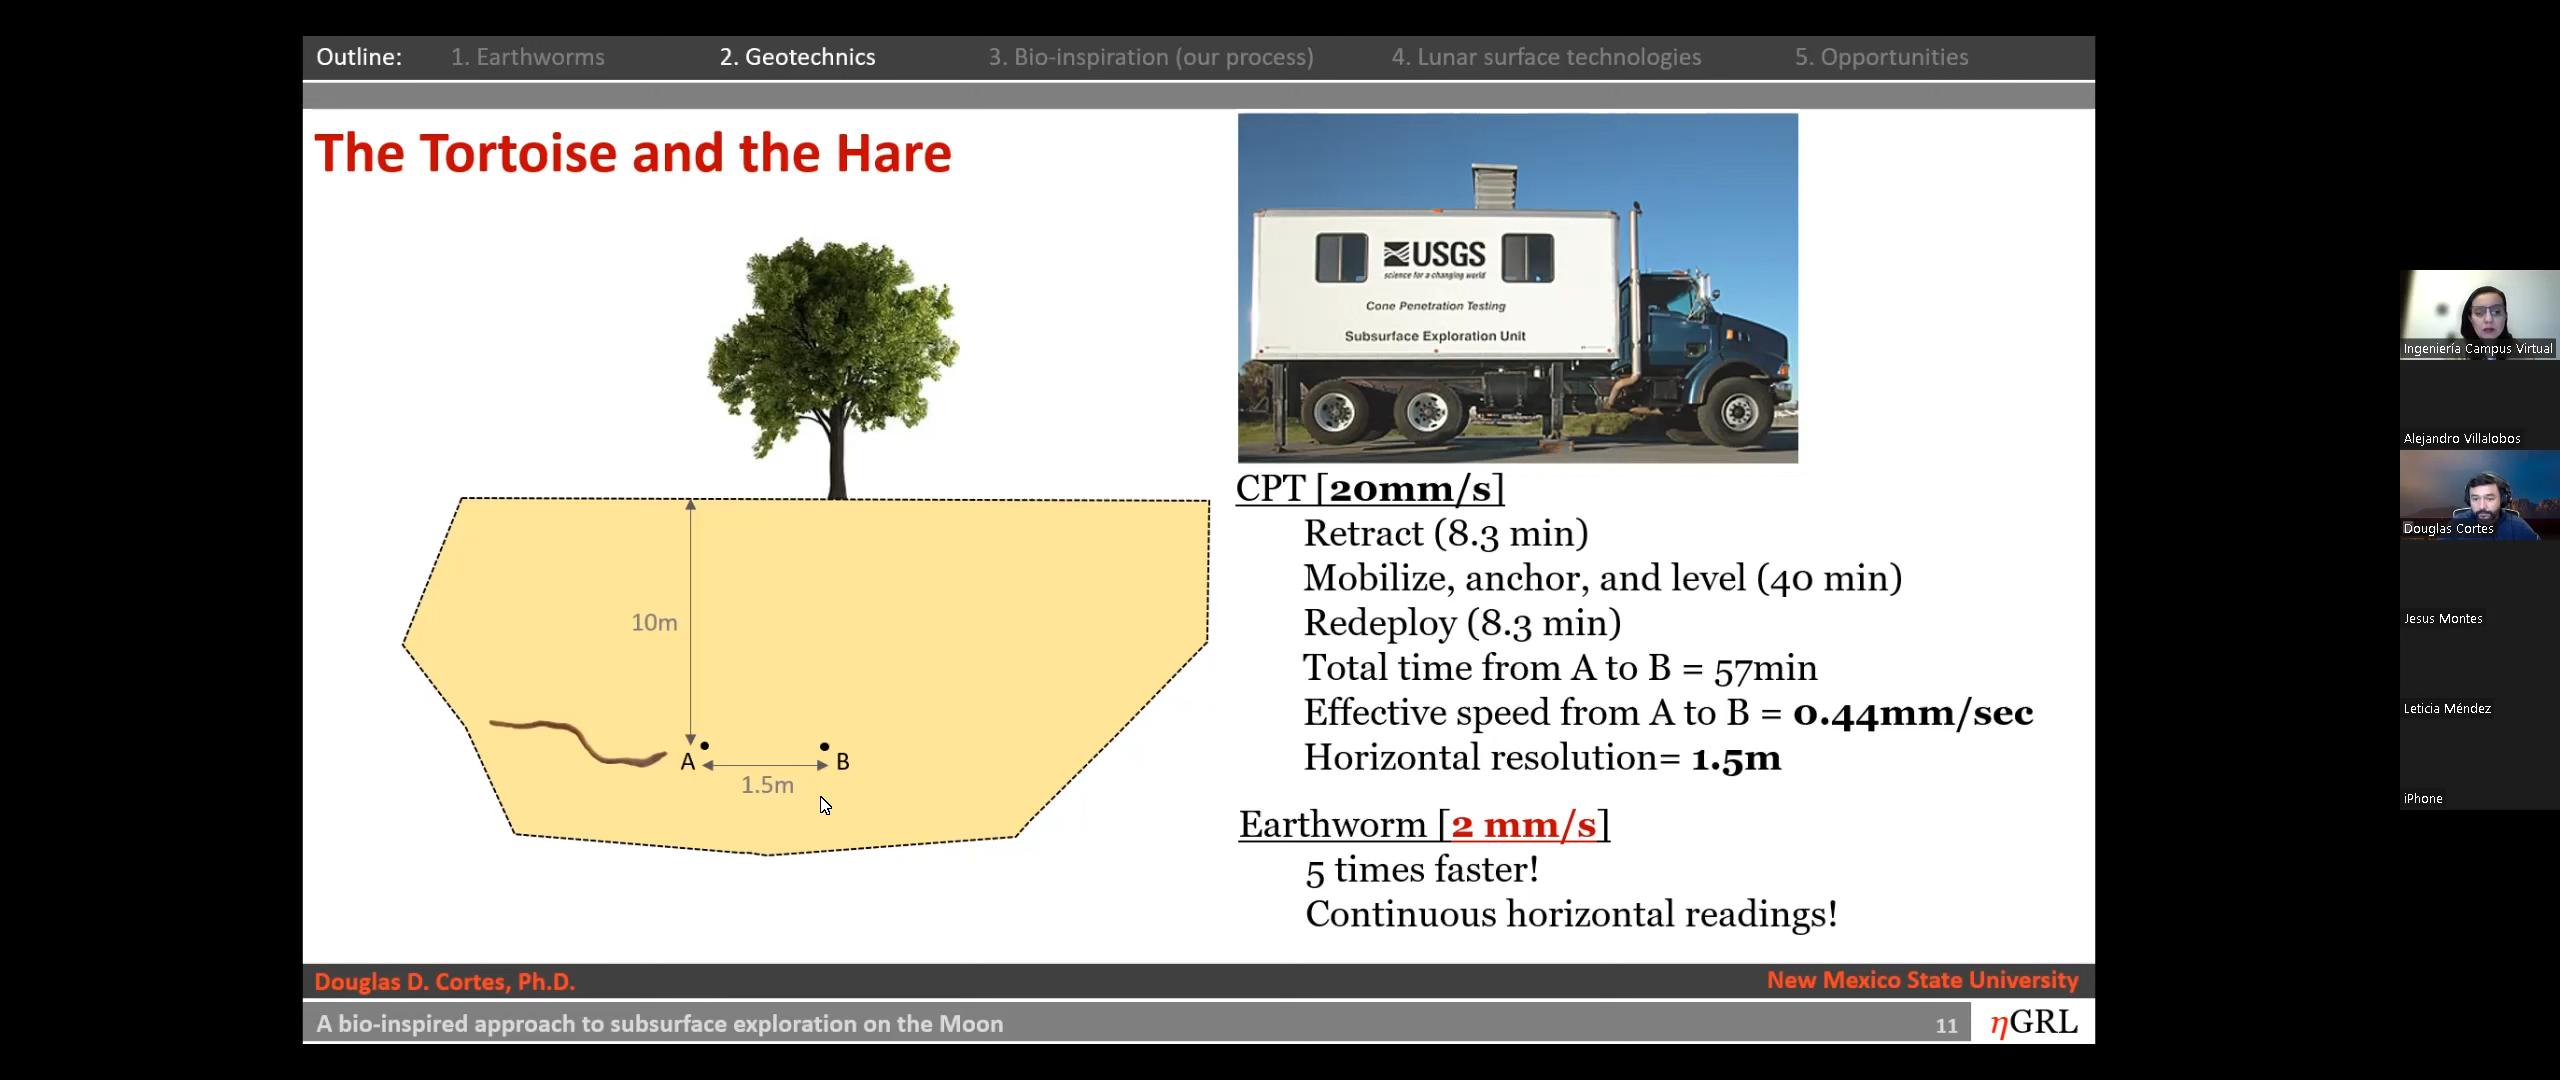 Outline: 1. Earthworms 2. Geotechnics 3. Bio-inspiration (our process) 4. Lunar surface technologies 5. Opportunities
The Tortoise and the Hare
USGS
science for a changing world
Cone Penetration Testing
Subsurface Exploration Unit
10m
A
B
1.5m
CPT [20mm/s]
Retract (8.3 min)
Mobilize, anchor, and level (40 min)
Redeploy (8.3 min)
Total time from A to B = 57min
Effective speed from A to B = 0.44mm/sec
Horizontal resolution= 1.5m
Earthworm [2 mm/s]
5 times faster!
Continuous horizontal readings!
Douglas D. Cortes, Ph.D.
New Mexico State University
A bio-inspired approach to subsurface exploration on the Moon
11
ηGRL
Ingeniería Campus Virtual
Alejandro Villalobos
Douglas Cortes
Jesus Montes
Leticia Méndez
iPhone